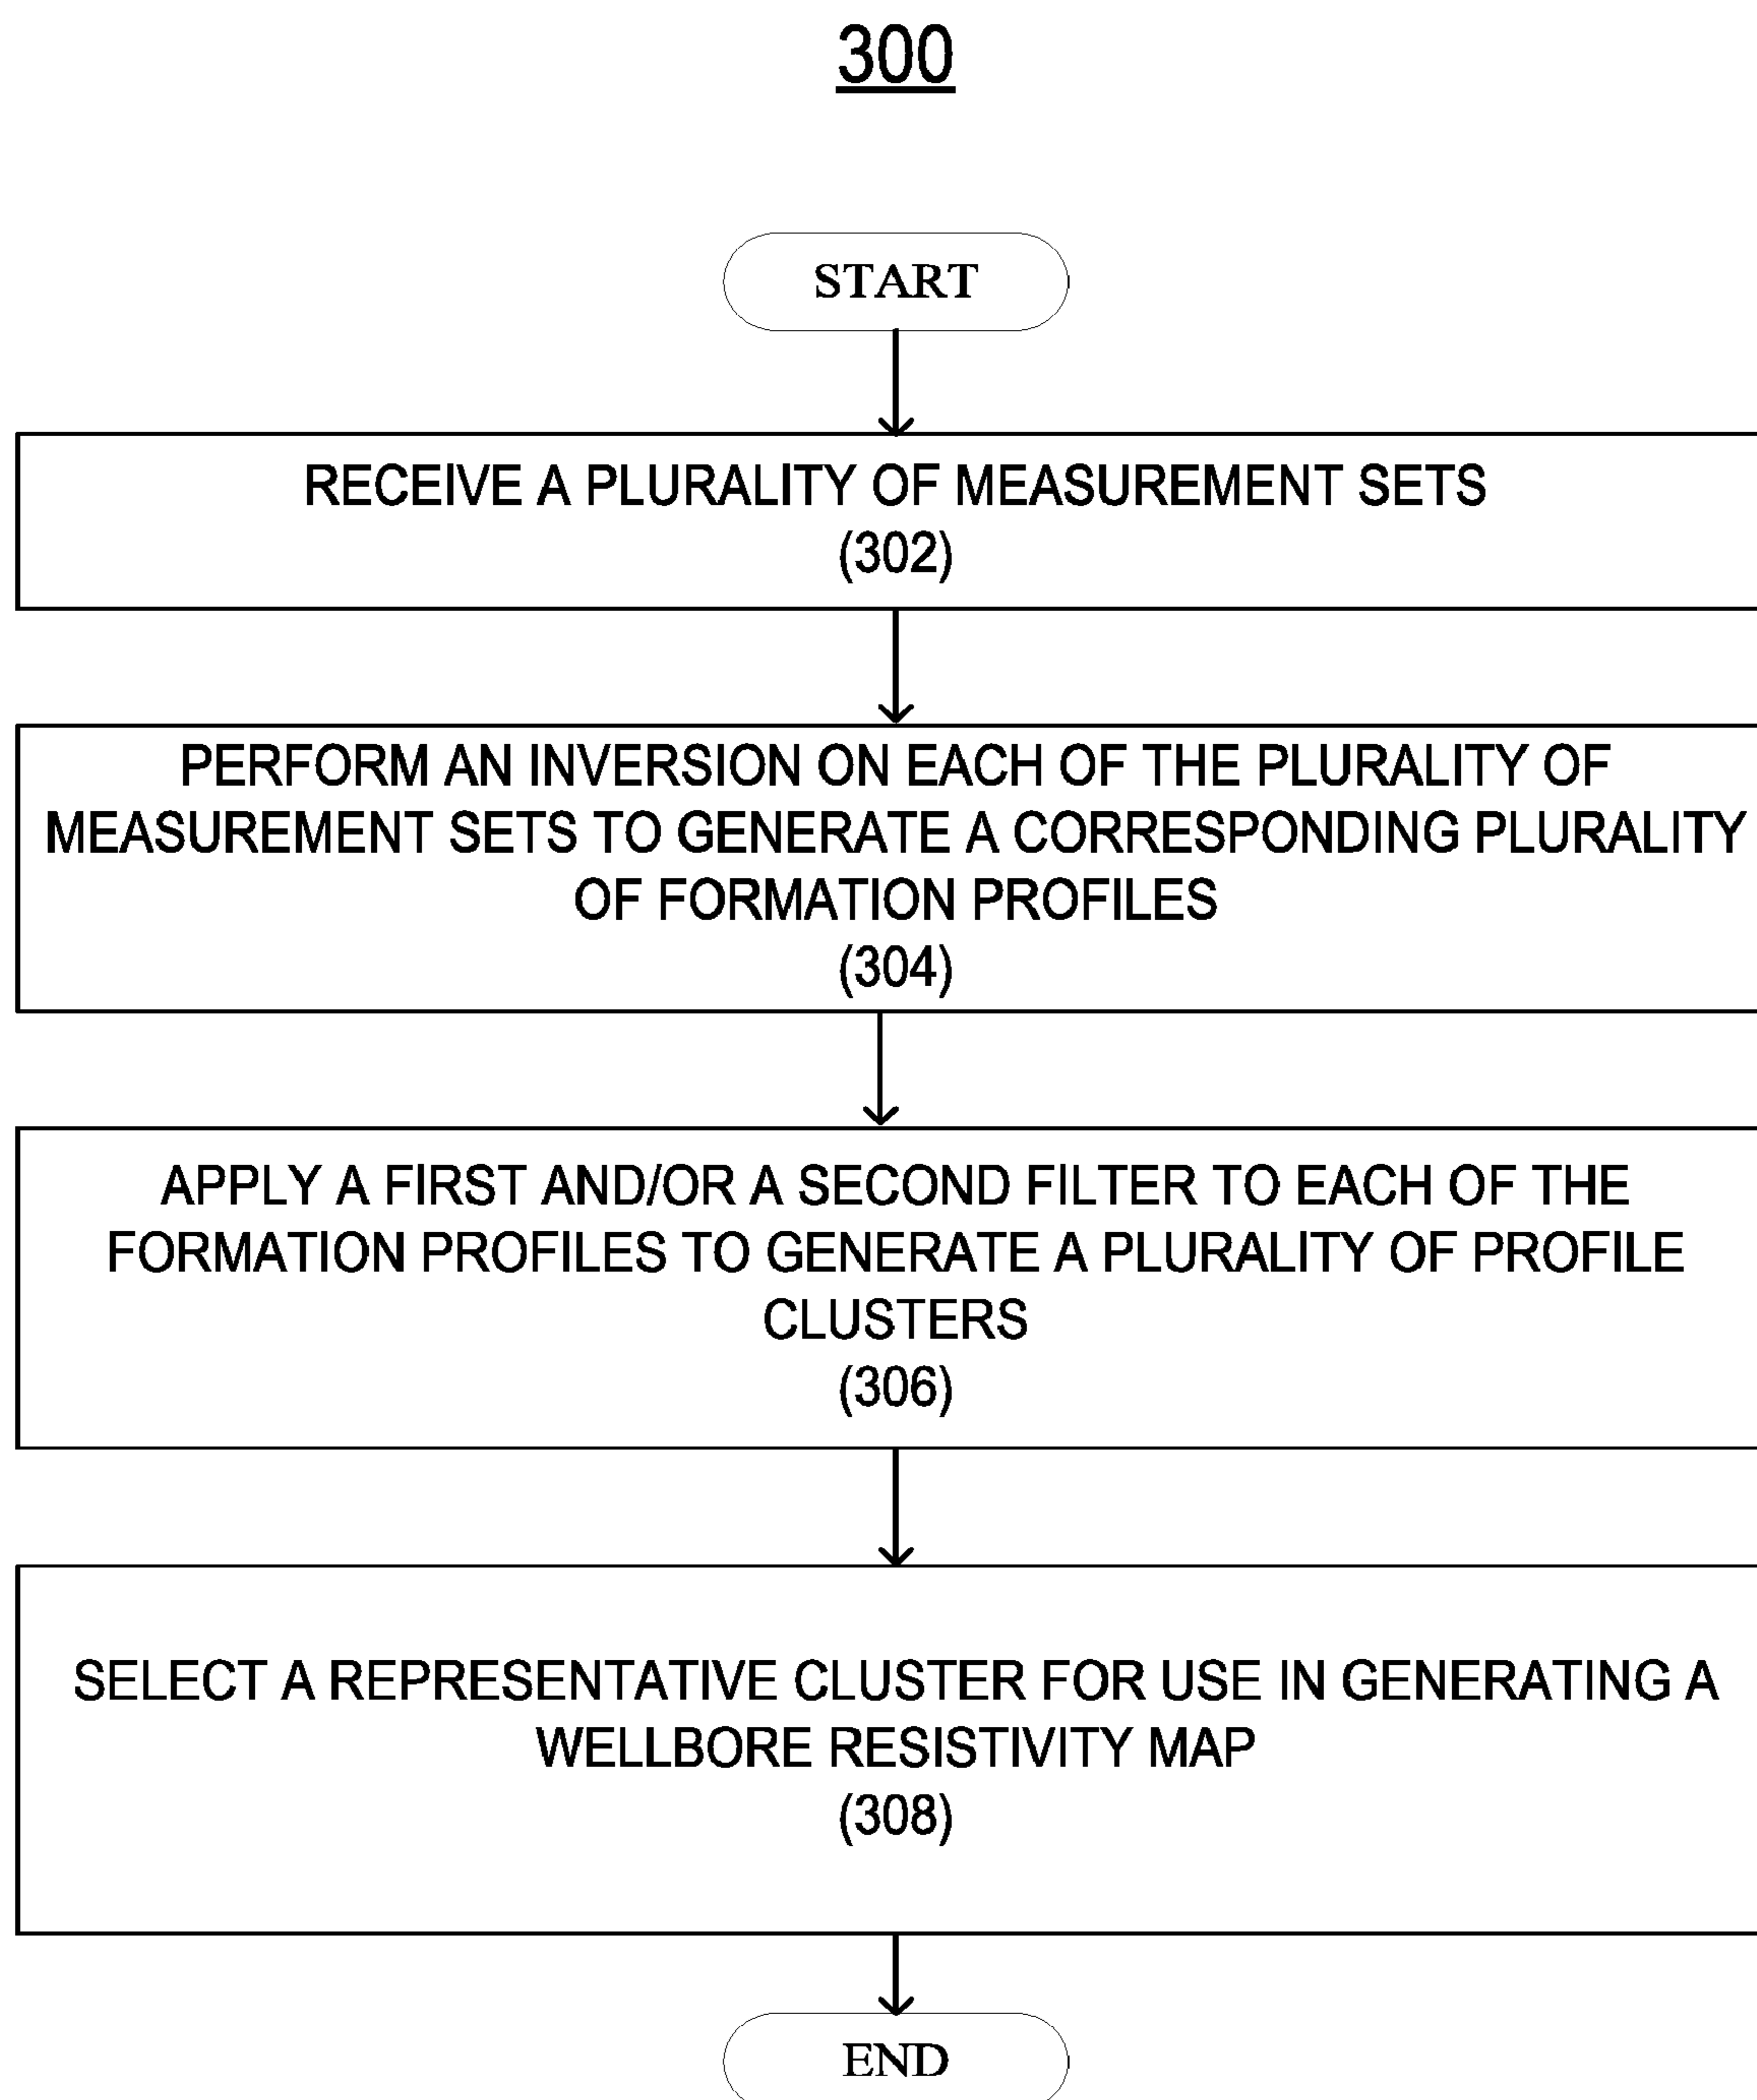 300
START
RECEIVE A PLURALITY OF MEASUREMENT SETS
(302)
PERFORM AN INVERSION ON EACH OF THE PLURALITY OF
MEASUREMENT SETS TO GENERATE A CORRESPONDING PLURALITY
OF FORMATION PROFILES
(304)
APPLY A FIRST AND/OR A SECOND FILTER TO EACH OF THE
FORMATION PROFILES TO GENERATE A PLURALITY OF PROFILE
CLUSTERS
(306)
SELECT A REPRESENTATIVE CLUSTER FOR USE IN GENERATING A
WELLBORE RESISTIVITY MAP
(308)
END